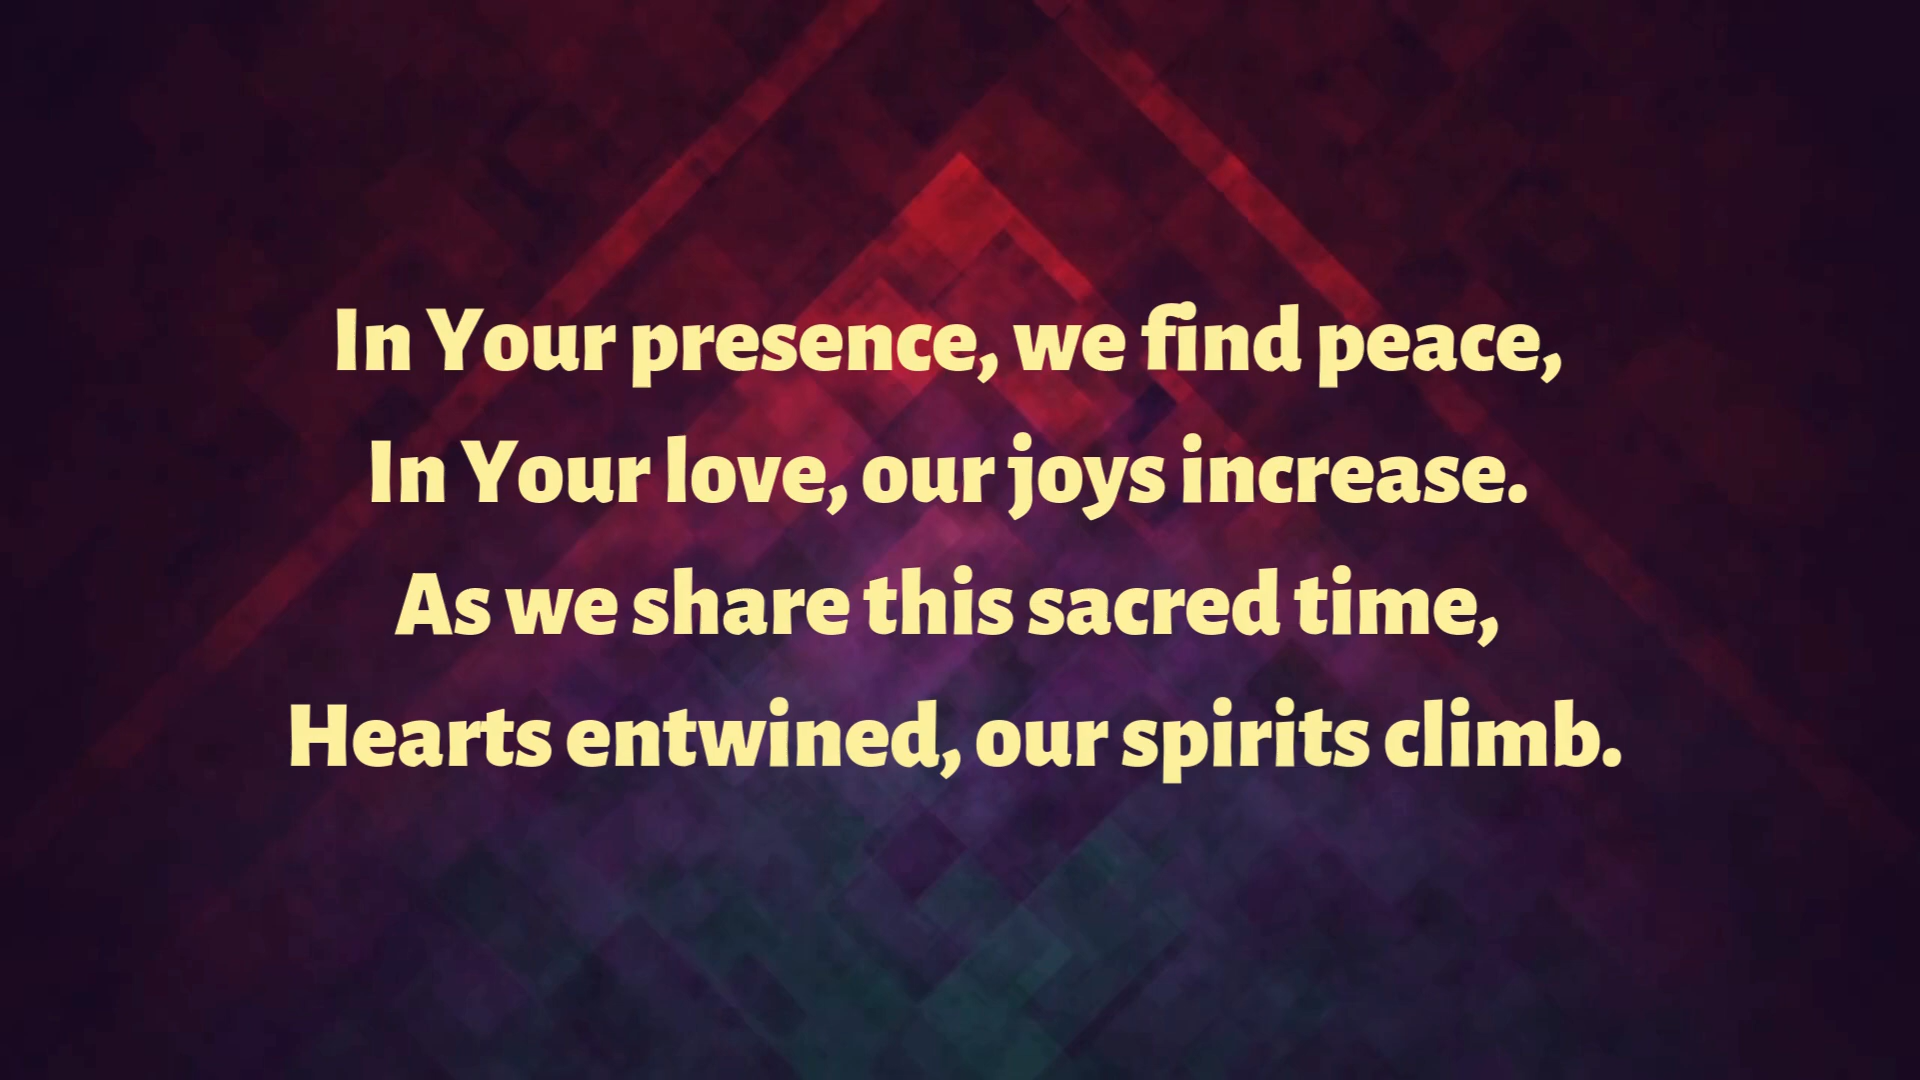 In Your presence, we find peace,
In Your love, our joys increase.
As we share this sacred time,
Hearts entwined, our spirits climb.